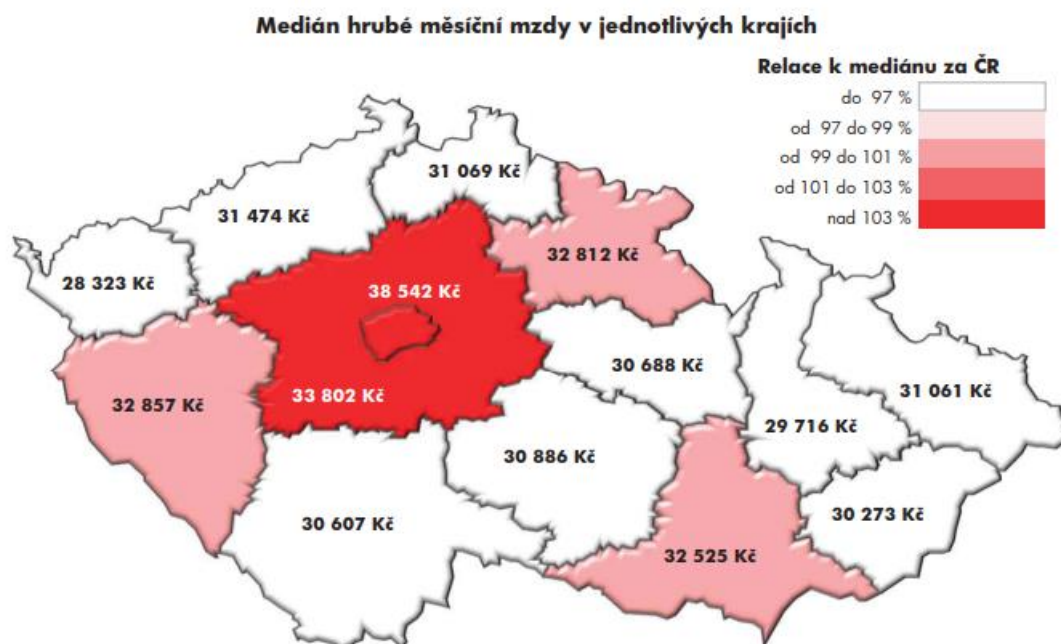 Medián hrubé měsíční mzdy v jednotlivých krajích
Relace k mediánu za ČR
do 97 %
od 97 do 99 %
od 99 do 101 %
od 101 do 103 %
nad 103 %
31 069 Kč
31 474 Kč
32 812 Kč
28 323 Kč
38 542 Kč
30 688 Kč
31 061 Kč
33 802 Kč
32 857 Kč
29 716 Kč
30 886 Kč
30 273 Kč
30 607 Kč
32 525 Kč